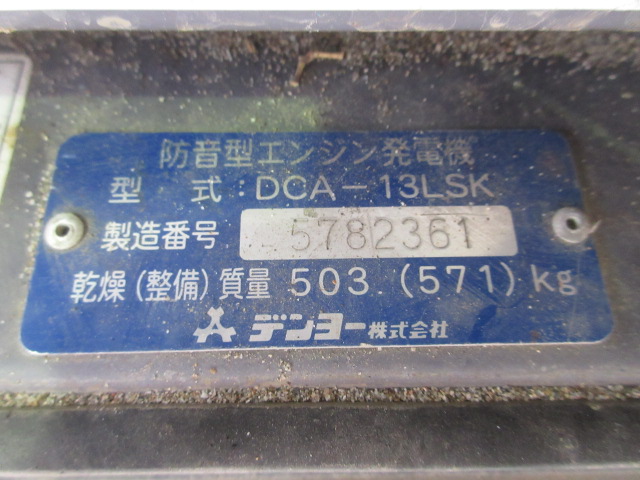 防音型エンジン発電機
型式:DCA-13LSK
製造番号 5782361
乾燥(整備)質量 503 (571)kg
デンヨー株式会社